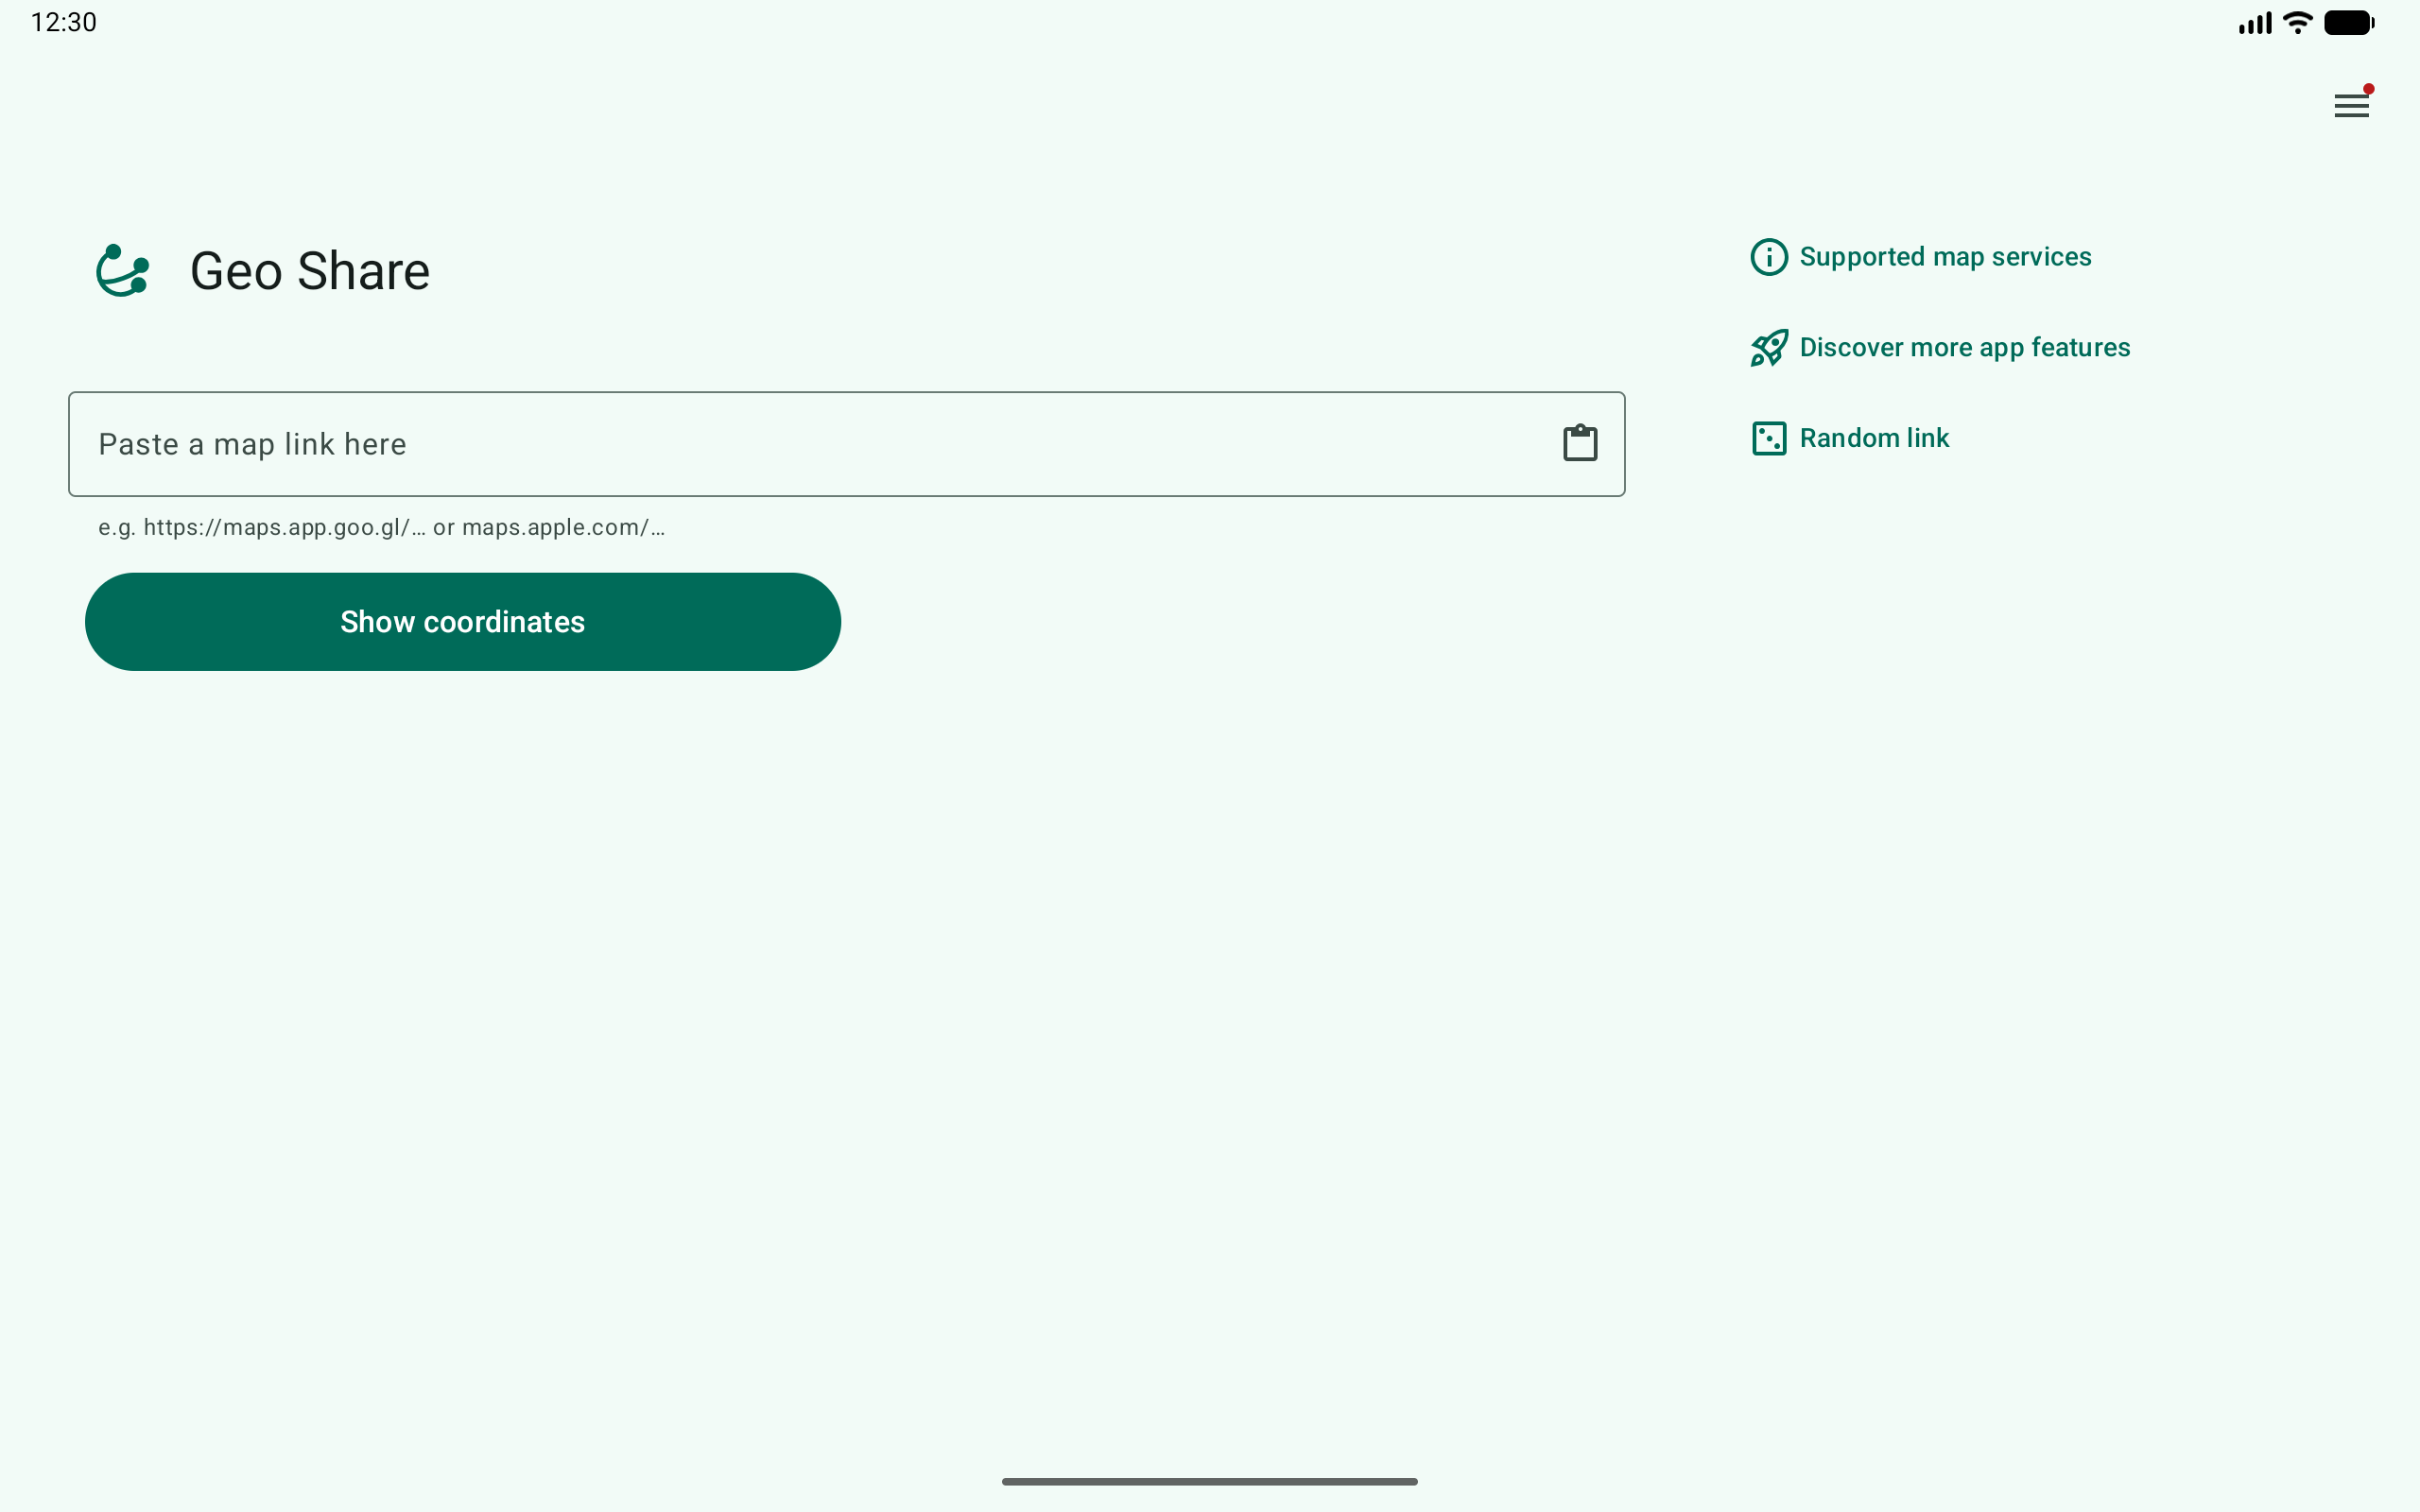 12:30
Geo Share
Paste a map link here
e.g. https://maps.app.goo.gl/… or maps.apple.com/…
Show coordinates
Supported map services
Discover more app features
Random link